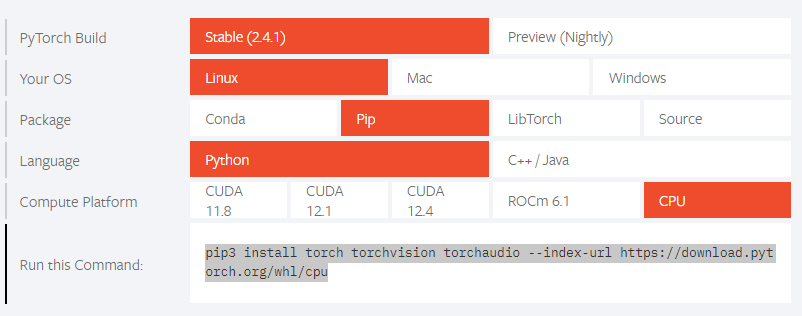 PyTorch Build
Stable (2.4.1)
Preview (Nightly)
Your OS
Linux
Mac
Windows
Package
Conda
Pip
LibTorch
Source
Language
Python
C++ / Java
Compute Platform
CUDA
11.8
CUDA
12.1
CUDA
12.4
ROCm 6.1
CPU
Run this Command:
pip3 install torch torchvision torchaudio --index-url https://download.pyt
orch.org/whl/cpu